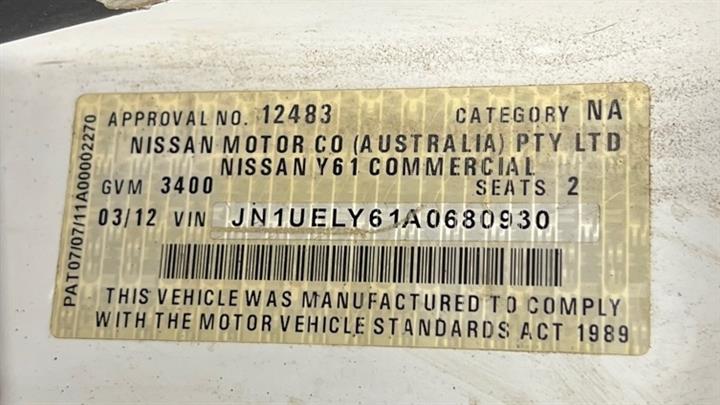 APPROVAL NO. 12483 CATEGORY NA
NISSAN MOTOR CO (AUSTRALIA) PTY LTD
NISSAN Y61 COMMERCIAL
GVM 3400 SEATS 2
03/12 VIN JN1UELY61A0680930
THIS VEHICLE WAS MANUFACTURED TO COMPLY
WITH THE MOTOR VEHICLE STANDARDS ACT 1989
PAT07/07/11A00002270